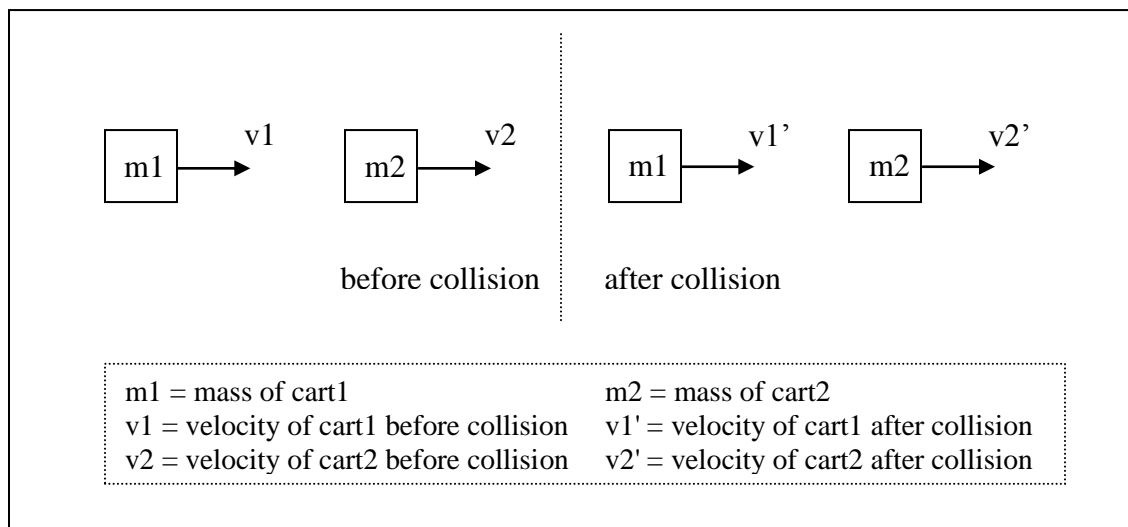 v1 v2 v1’ v2’
m1 m2 m1 m2
before collision after collision
m1 = mass of cart1 m2 = mass of cart2
v1 = velocity of cart1 before collision v1' = velocity of cart1 after collision
v2 = velocity of cart2 before collision v2' = velocity of cart2 after collision